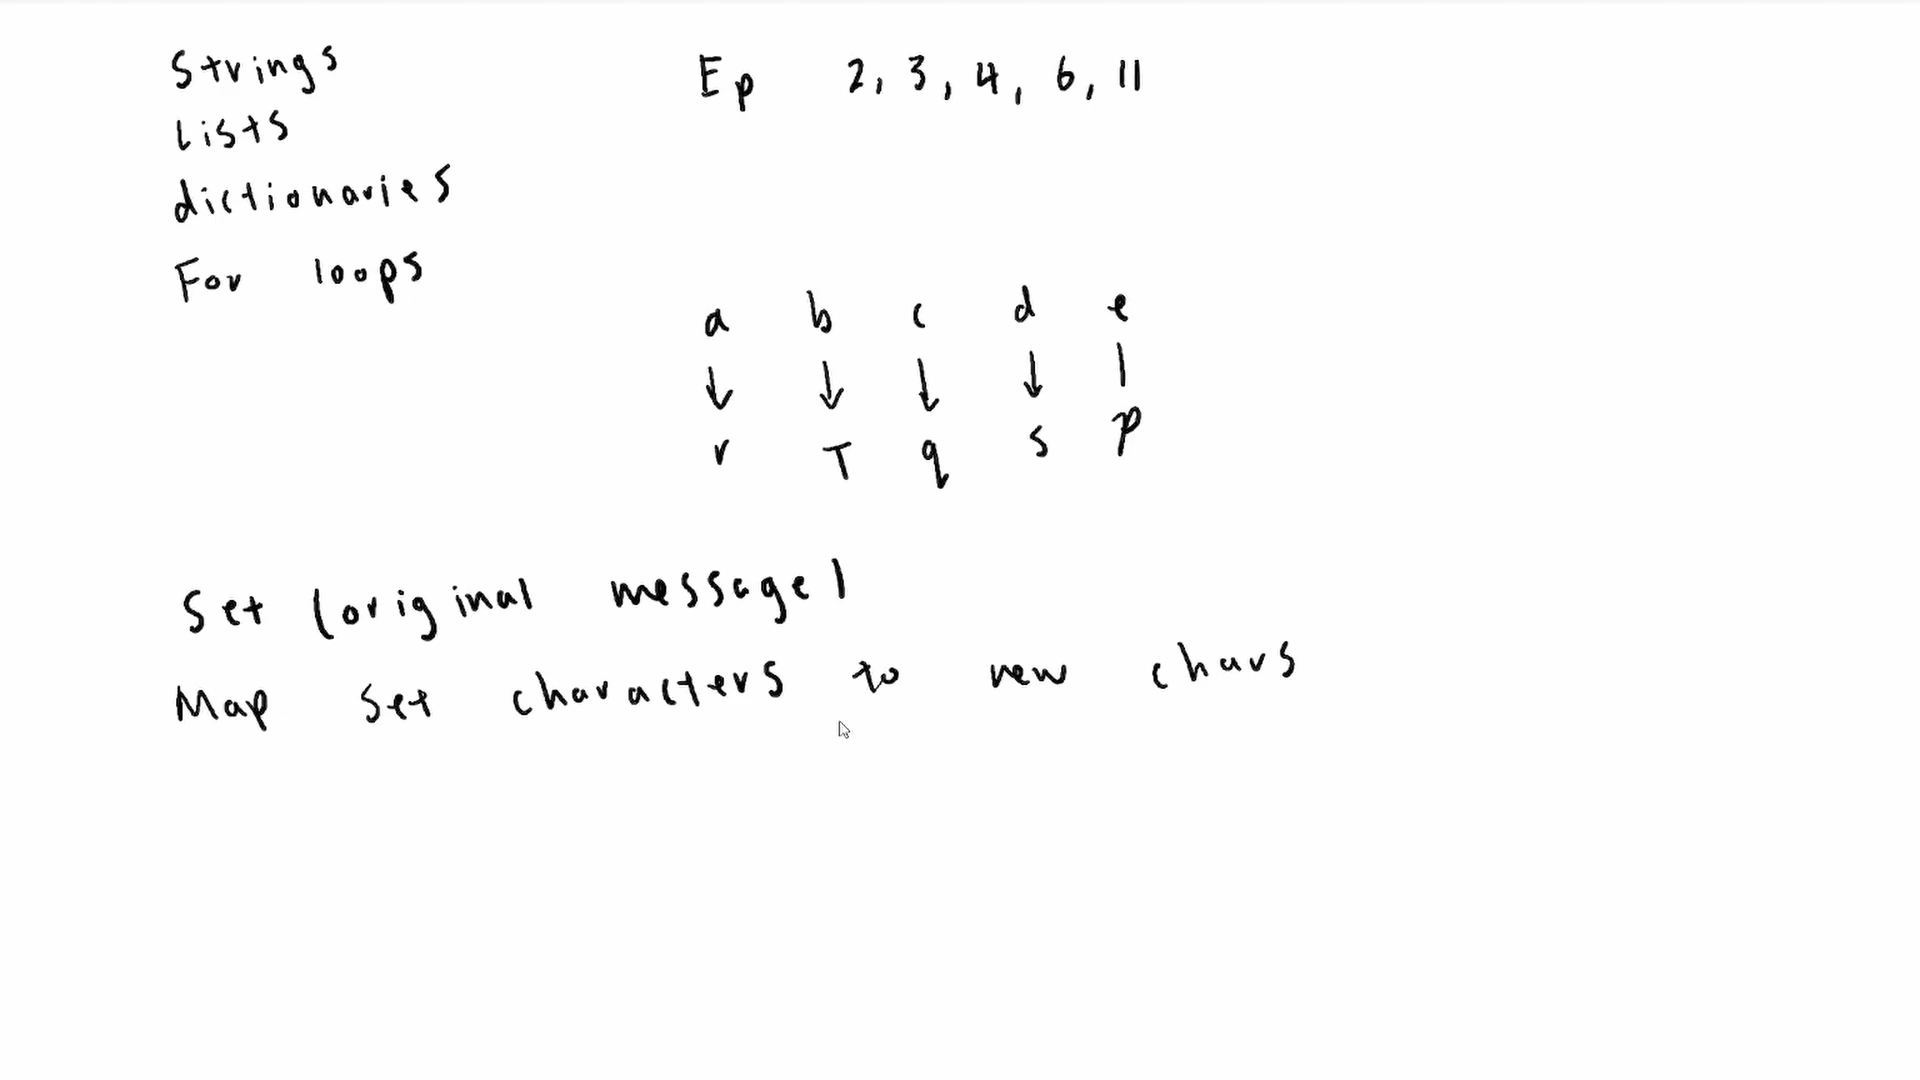 Strings
Lists
dictionaries
For loops
Ep 2, 3, 4, 6, 11
a b c d e
r T q s p
Set (original message)
Map set characters to new chars